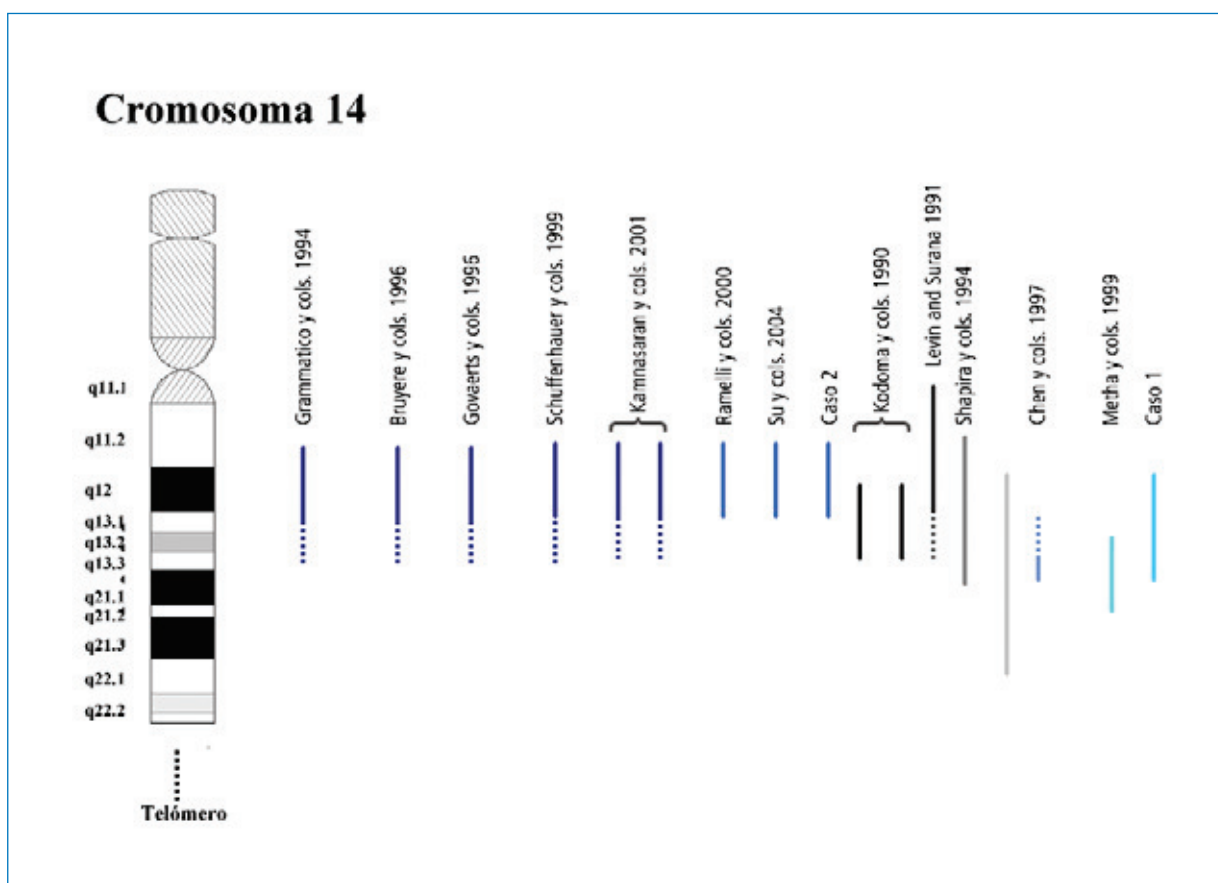 Cromosoma 14
q11.1
q11.2
q12
q13.1
q13.2
q13.3
q21.1
q21.2
q21.3
q22.1
q22.2
Telómero
Grammatico y cols. 1994
Bruyere y cols. 1996
Govaerts y cols. 1995
Schuffenhauer y cols. 1999
Kamnasaran y cols. 2001
Ramelli y cols. 2000
Su y cols. 2004
Caso 2
Kodoma y cols. 1990
Levin and Surana 1991
Shapira y cols. 1994
Chen y cols. 1997
Metha y cols. 1999
Caso 1